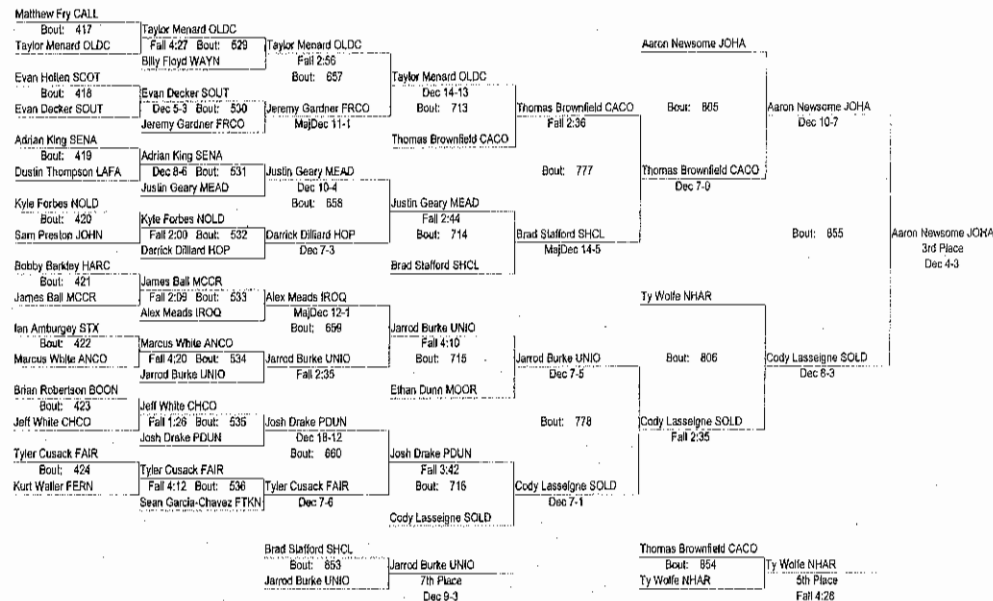 Matthew Fry CALL
Bout: 417
Taylor Menard OLDC
Evan Hollen SCOT
Bout: 418
Evan Decker SOUT
Adrian King SENA
Bout: 419
Dustin Thompson LAFA
Kyle Forbes NOLD
Bout: 420
Sam Preston JOHN
Bobby Barkley HARC
Bout: 421
James Ball MCCR
Ian Amburgey STX
Bout: 422
Marcus White ANCO
Brian Robertson BOON
Bout: 423
Jeff White CHCO
Tyler Cusack FAIR
Bout: 424
Kurt Waller FERN
Taylor Menard OLDC
Fall 4:27 Bout: 529
Billy Floyd WAYN
Evan Decker SOUT
Dec 5-3 Bout: 530
Jeremy Gardner FRCO
Adrian King SENA
Dec 8-6 Bout: 531
Justin Geary MEAD
Kyle Forbes NOLD
Fall 2:00 Bout: 532
Darrick Dilliard HOP
James Ball MCCR
Fall 2:09 Bout: 533
Alex Meads IROQ
Marcus White ANCO
Fall 4:20 Bout: 534
Jarrod Burke UNIO
Jeff White CHCO
Fall 1:26 Bout: 535
Josh Drake PDUN
Tyler Cusack FAIR
Fall 4:12 Bout: 536
Sean Garcia-Chavez FTKN
Taylor Menard OLDC
Fall 2:56
Bout: 657
Jeremy Gardner FRCO
MajDec 11-1
Justin Geary MEAD
Dec 10-4
Bout: 658
Darrick Dilliard HOP
Dec 7-3
Alex Meads IROQ
MajDec 12-1
Bout: 659
Jarrod Burke UNIO
Fall 2:35
Josh Drake PDUN
Dec 18-12
Bout: 660
Tyler Cusack FAIR
Dec 7-6
Taylor Menard OLDC
Dec 14-13
Bout: 713
Thomas Brownfield CACO
Justin Geary MEAD
Fall 2:44
Bout: 714
Brad Stafford SHCL
Jarrod Burke UNIO
Fall 4:10
Bout: 715
Ethan Dunn MOOR
Josh Drake PDUN
Fall 3:42
Bout: 716
Cody Lasseigne SOLD
Thomas Brownfield CACO
Fall 2:36
Bout: 777
Brad Stafford SHCL
MajDec 14-5
Jarrod Burke UNIO
Dec 7-5
Bout: 778
Cody Lasseigne SOLD
Dec 7-1
Aaron Newsome JOHA
Bout: 805
Thomas Brownfield CACO
Dec 7-0
Ty Wolfe NHAR
Bout: 806
Cody Lasseigne SOLD
Fall 2:35
Aaron Newsome JOHA
Dec 10-7
Bout: 855
Cody Lasseigne SOLD
Dec 8-3
Aaron Newsome JOHA
3rd Place
Dec 4-3
Brad Stafford SHCL
Bout: 853
Jarrod Burke UNIO
Jarrod Burke UNIO
7th Place
Dec 9-3
Thomas Brownfield CACO
Bout: 854
Ty Wolfe NHAR
Ty Wolfe NHAR
5th Place
Fall 4:28